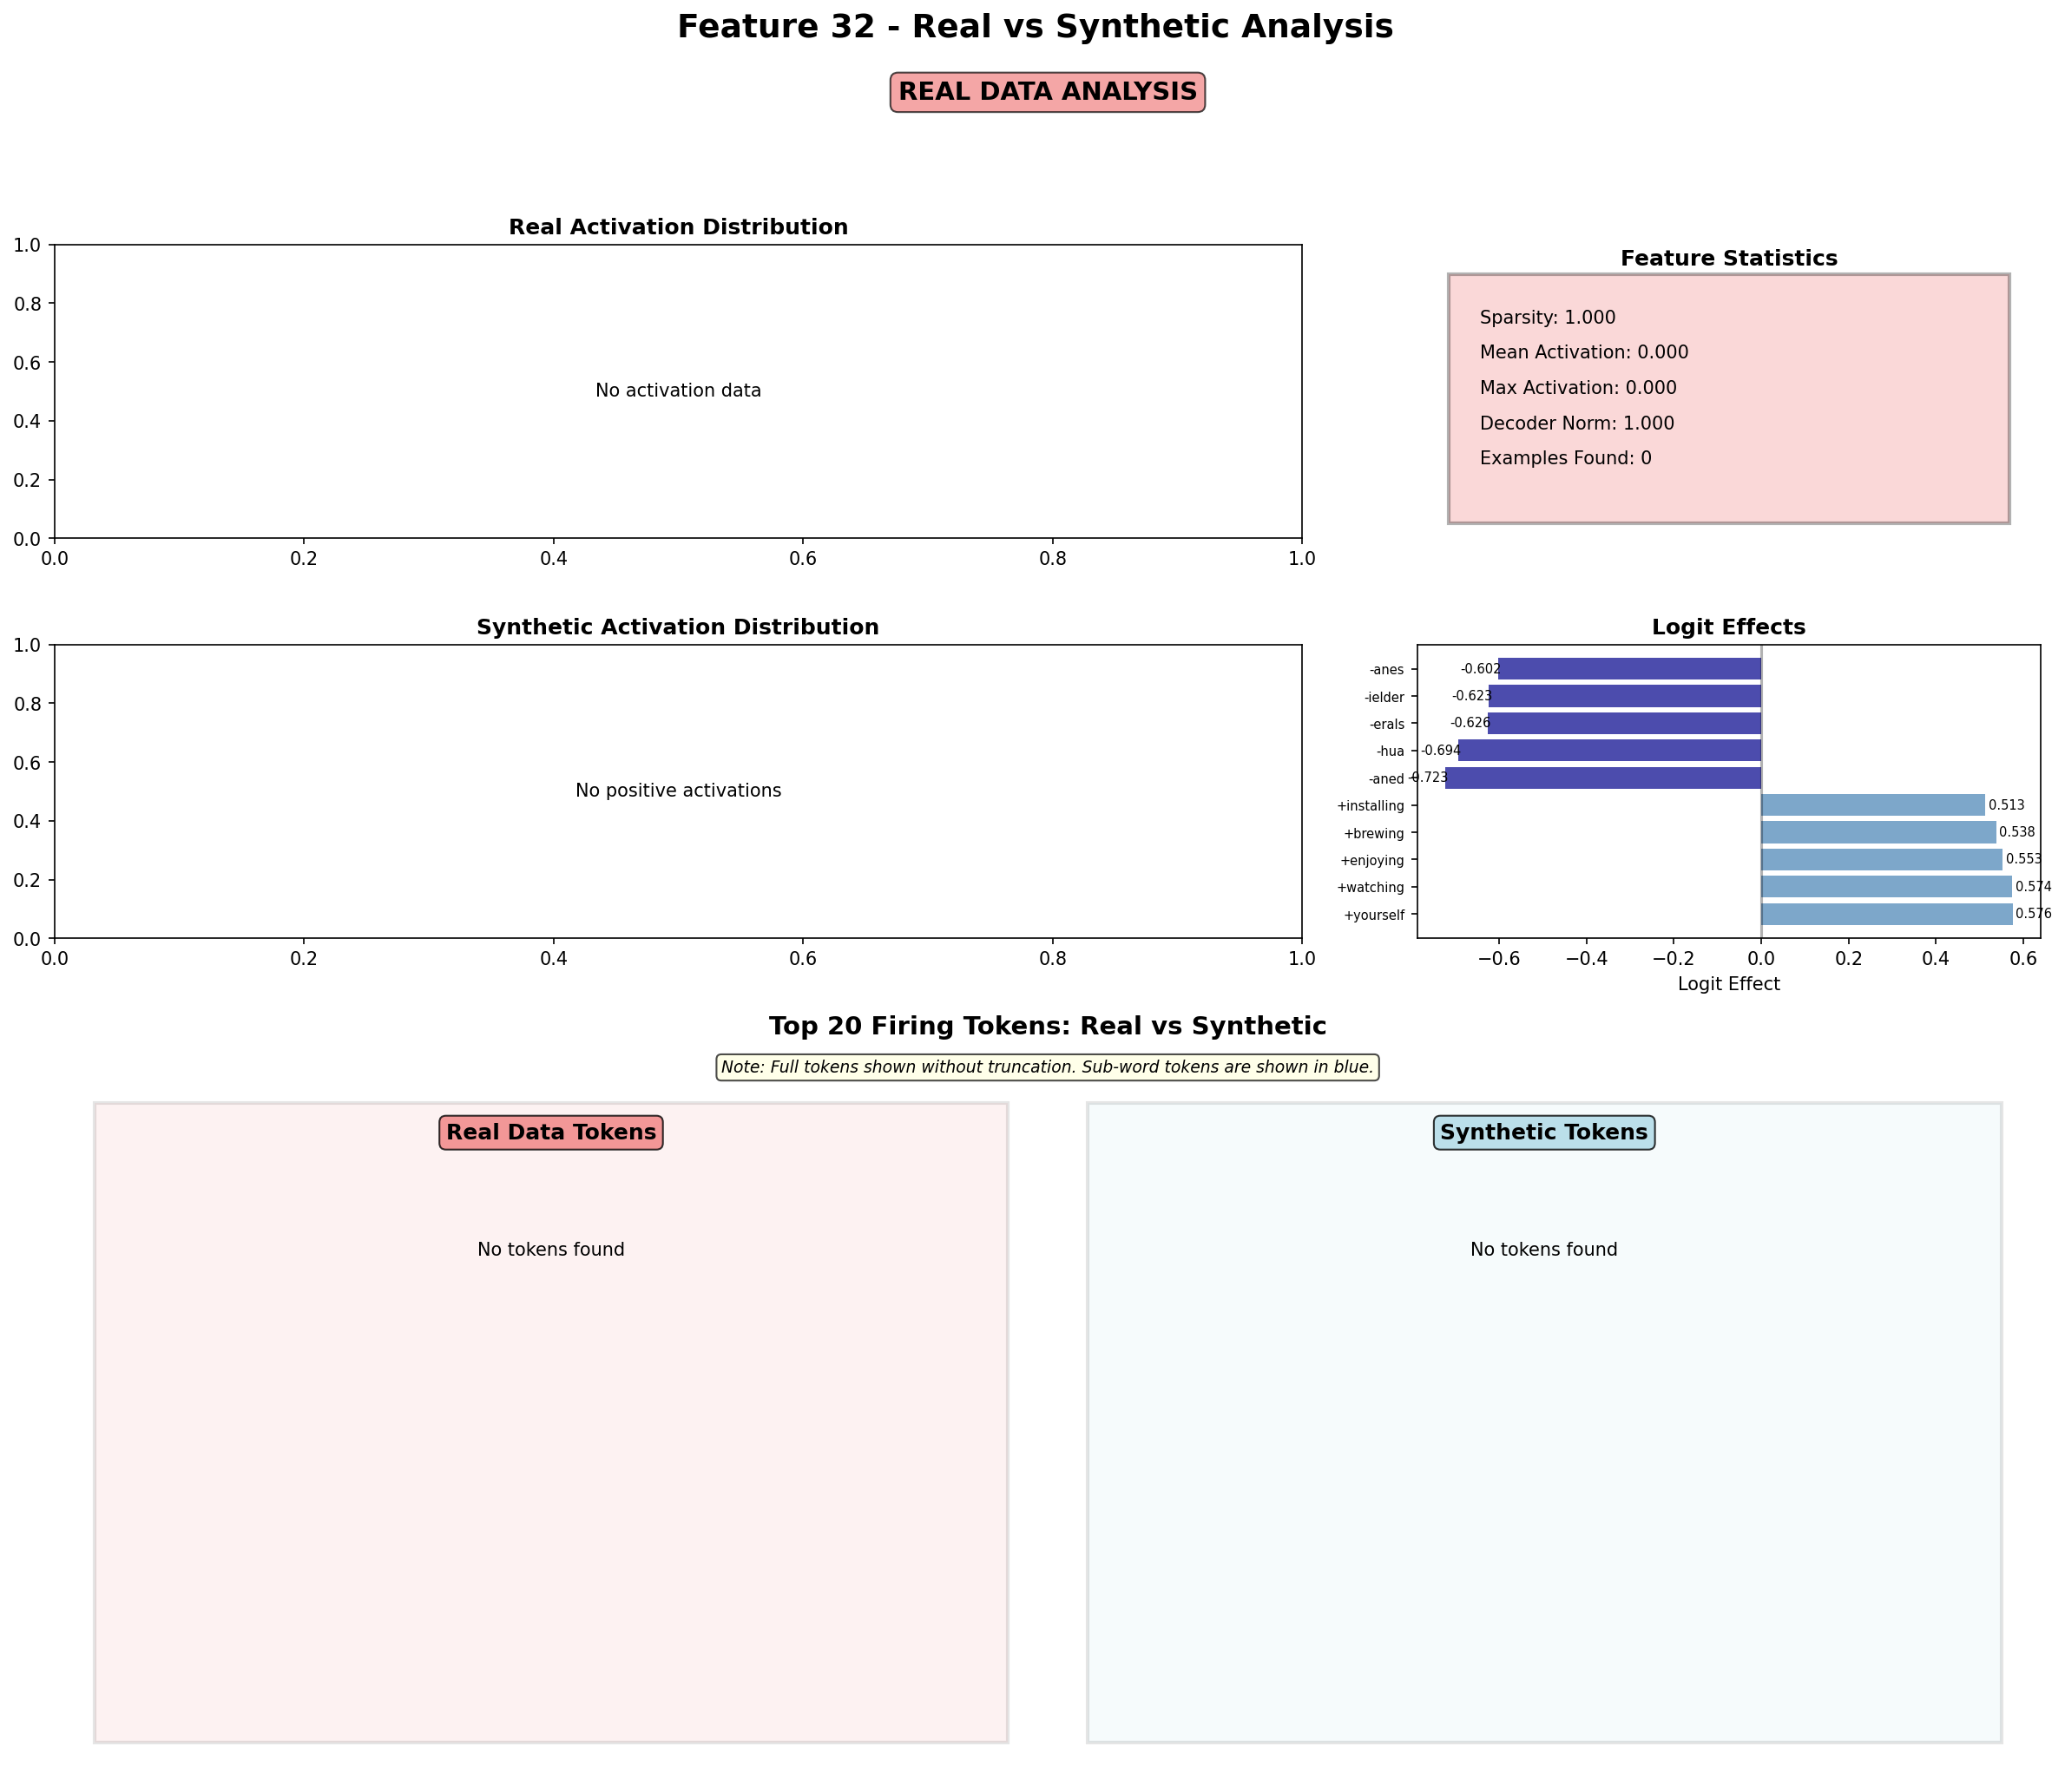 Feature 32 - Real vs Synthetic Analysis
REAL DATA ANALYSIS
Real Activation Distribution
1.0
0.8
0.6
0.4
0.2
0.0
No activation data
0.0 0.2 0.4 0.6 0.8 1.0
Feature Statistics
Sparsity: 1.000
Mean Activation: 0.000
Max Activation: 0.000
Decoder Norm: 1.000
Examples Found: 0
Synthetic Activation Distribution
1.0
0.8
0.6
0.4
0.2
0.0
No positive activations
0.0 0.2 0.4 0.6 0.8 1.0
Logit Effects
-anes -0.602
-ielder -0.623
-erals -0.626
-hua -0.694
-aned -0.723
+installing 0.513
+brewing 0.538
+enjoying 0.553
+watching 0.574
+yourself 0.576
−0.6 −0.4 −0.2 0.0 0.2 0.4 0.6
Logit Effect
Top 20 Firing Tokens: Real vs Synthetic
Note: Full tokens shown without truncation. Sub-word tokens are shown in blue.
Real Data Tokens
No tokens found
Synthetic Tokens
No tokens found